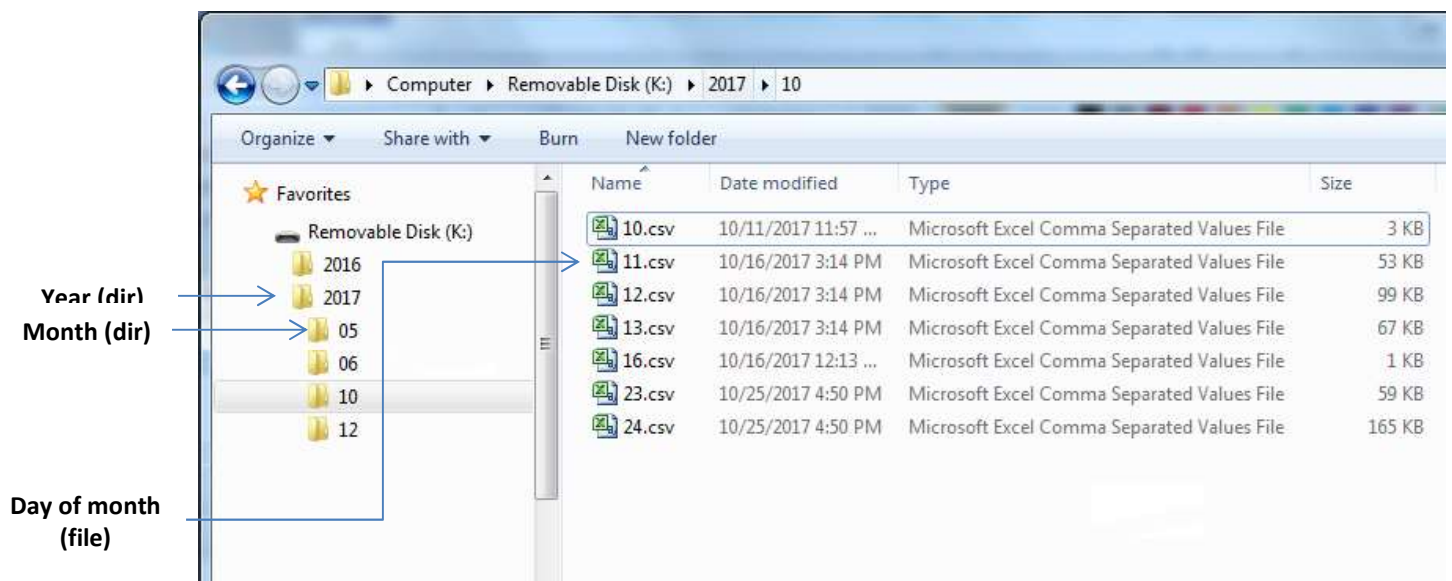 Computer Removable Disk (K:) 2017 10
Organize Share with Burn New folder
Favorites
Removable Disk (K:)
2016
2017
05
06
10
12
Year (dir)
Month (dir)
Day of month
(file)
Name Date modified Type Size
10.csv 10/11/2017 11:57 ... Microsoft Excel Comma Separated Values File 3 KB
11.csv 10/16/2017 3:14 PM Microsoft Excel Comma Separated Values File 53 KB
12.csv 10/16/2017 3:14 PM Microsoft Excel Comma Separated Values File 99 KB
13.csv 10/16/2017 3:14 PM Microsoft Excel Comma Separated Values File 67 KB
16.csv 10/16/2017 12:13 ... Microsoft Excel Comma Separated Values File 1 KB
23.csv 10/25/2017 4:50 PM Microsoft Excel Comma Separated Values File 59 KB
24.csv 10/25/2017 4:50 PM Microsoft Excel Comma Separated Values File 165 KB